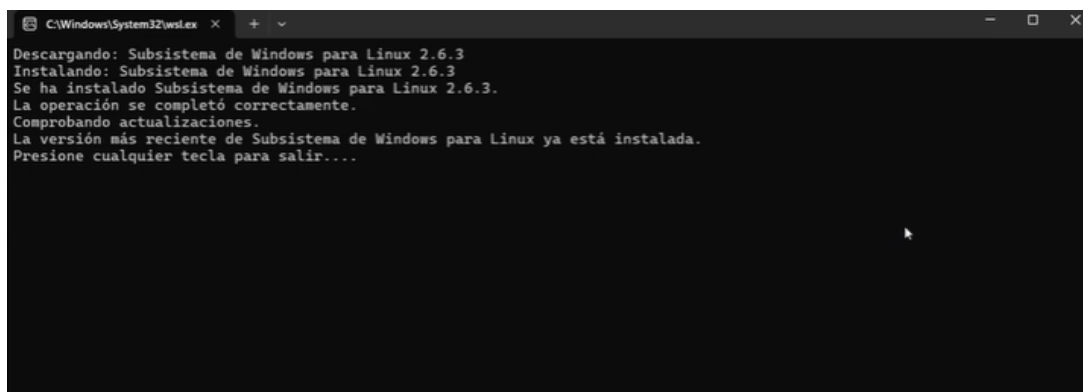 C:\Windows\System32\wsl.ex
Descargando: Subsistema de Windows para Linux 2.6.3
Instalando: Subsistema de Windows para Linux 2.6.3
Se ha instalado Subsistema de Windows para Linux 2.6.3.
La operación se completó correctamente.
Comprobando actualizaciones.
La versión más reciente de Subsistema de Windows para Linux ya está instalada.
Presione cualquier tecla para salir....